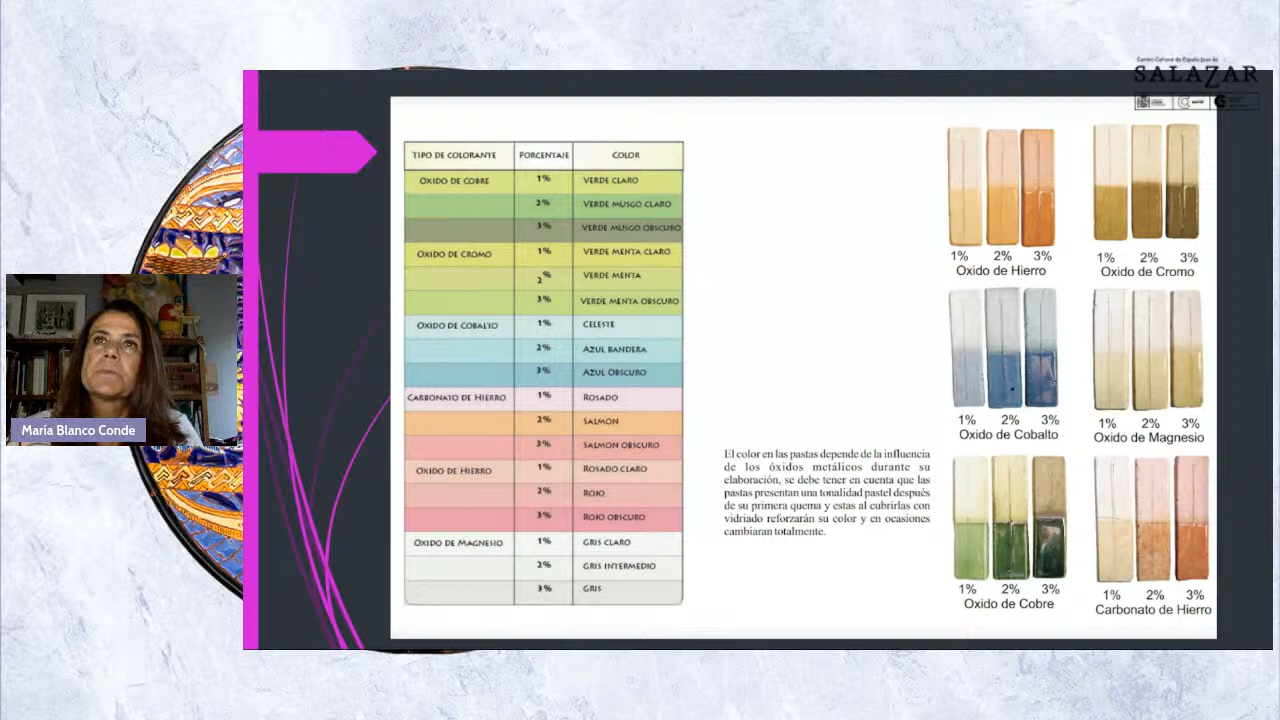 Centro Cultural de España Juan de
SALAZAR
TIPO DE COLORANTE PORCENTAJE COLOR
OXIDO DE COBRE 1% VERDE CLARO
2% VERDE MUSGO CLARO
3% VERDE MUSGO OBSCURO
OXIDO DE CROMO 1% VERDE MENTA CLARO
2% VERDE MENTA
3% VERDE MENTA OBSCURO
OXIDO DE COBALTO 1% CELESTE
2% AZUL BANDERA
3% AZUL OBSCURO
CARBONATO DE HIERRO 1% ROSADO
2% SALMON
3% SALMON OBSCURO
OXIDO DE HIERRO 1% ROSADO CLARO
2% ROJO
3% ROJO OBSCURO
OXIDO DE MAGNESIO 1% GRIS CLARO
2% GRIS INTERMEDIO
3% GRIS
El color en las pastas depende de la influencia
de los óxidos metálicos durante su
elaboración, se debe tener en cuenta que las
pastas presentan una tonalidad pastel después
de su primera quema y estas al cubrirlas con
vidriado reforzarán su color y en ocasiones
cambiaran totalmente.
1% 2% 3%
Oxido de Hierro
1% 2% 3%
Oxido de Cromo
1% 2% 3%
Oxido de Cobalto
1% 2% 3%
Oxido de Magnesio
1% 2% 3%
Oxido de Cobre
1% 2% 3%
Carbonato de Hierro
María Blanco Conde